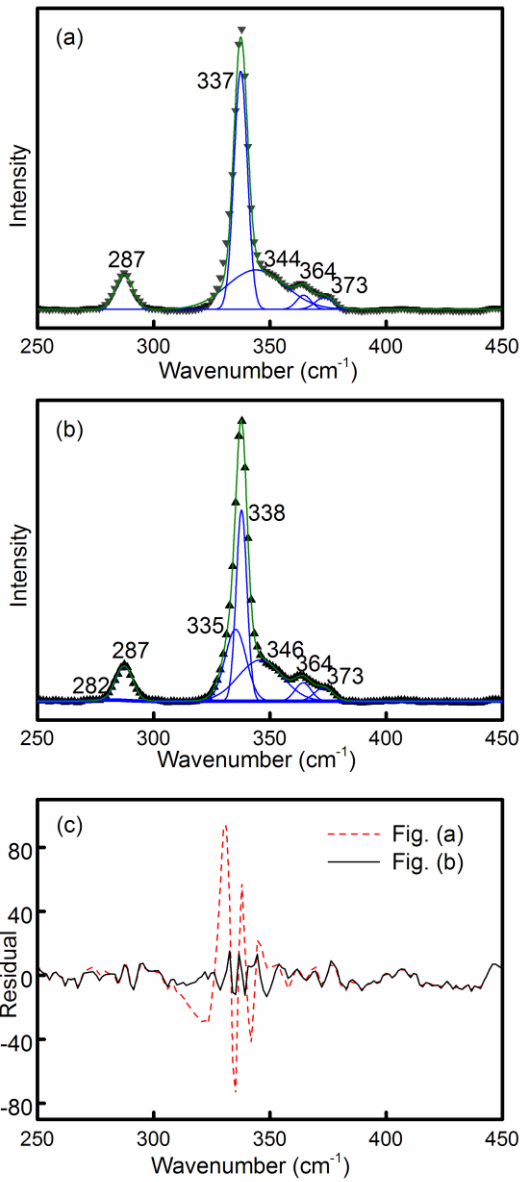 (a)
337
287
344
364
373
Intensity
250 300 350 400 450
Wavenumber (cm-1)
(b)
338
335
346
287
364
373
282
Intensity
250 300 350 400 450
Wavenumber (cm-1)
(c)
Fig. (a)
Fig. (b)
80
40
0
-40
-80
Residual
250 300 350 400 450
Wavenumber (cm-1)